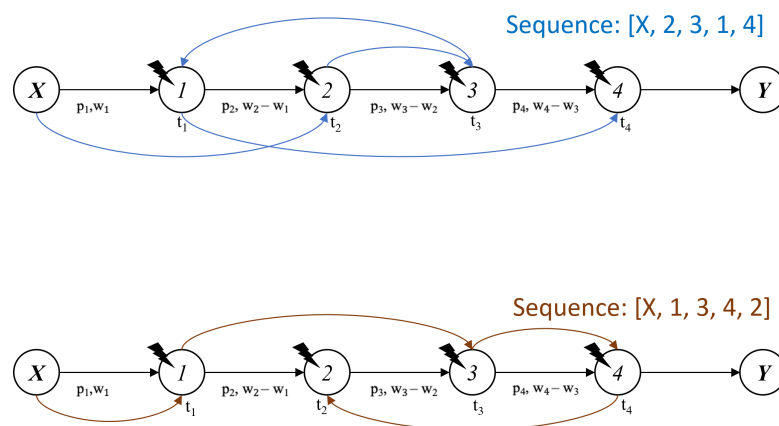 Sequence: [X, 2, 3, 1, 4]
X 1 2 3 4 Y
p₁,w₁ p₂, w₂ – w₁ p₃, w₃ – w₂ p₄, w₄ – w₃
t₁ t₂ t₃ t₄
Sequence: [X, 1, 3, 4, 2]
X 1 2 3 4 Y
p₁,w₁ p₂, w₂ – w₁ p₃, w₃ – w₂ p₄, w₄ – w₃
t₁ t₂ t₃ t₄